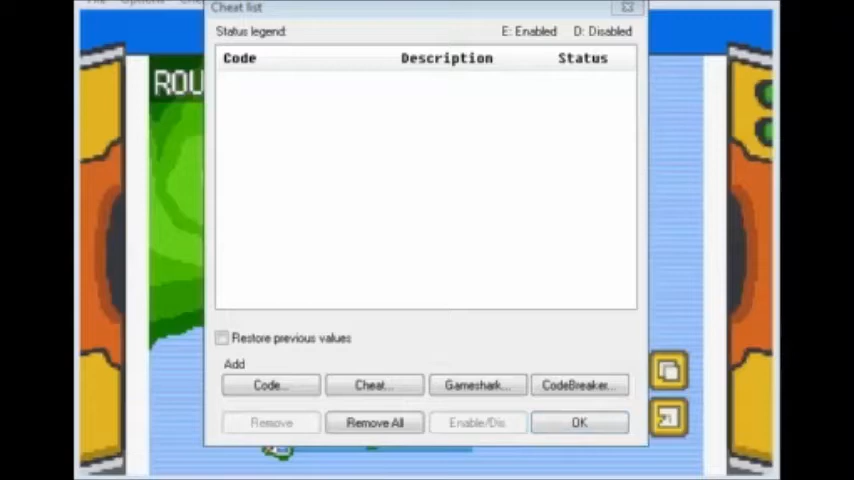 Cheat list
Status legend: E: Enabled D: Disabled
Code Description Status
ROU
Restore previous values
Add
Code... Cheat... Gameshark... CodeBreaker...
Remove Remove All Enable/Dis OK